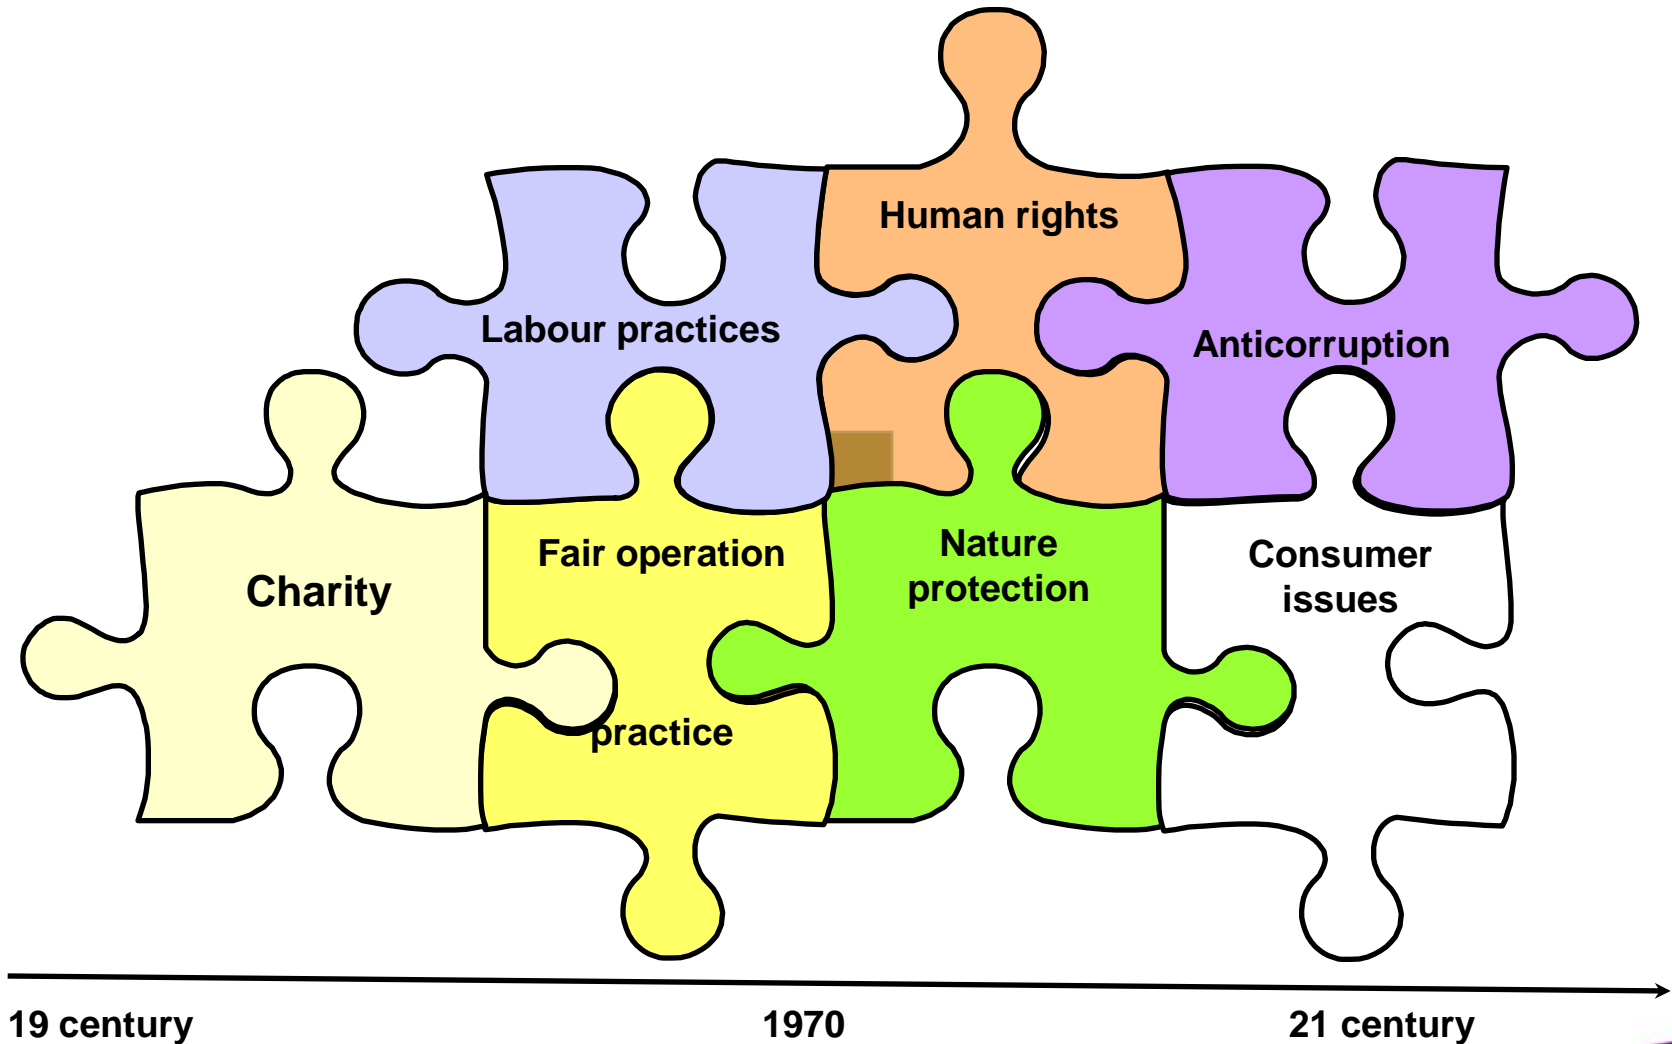 Human rights
Labour practices
Anticorruption
Charity
Fair operation
practice
Nature
protection
Consumer
issues
19 century
1970
21 century